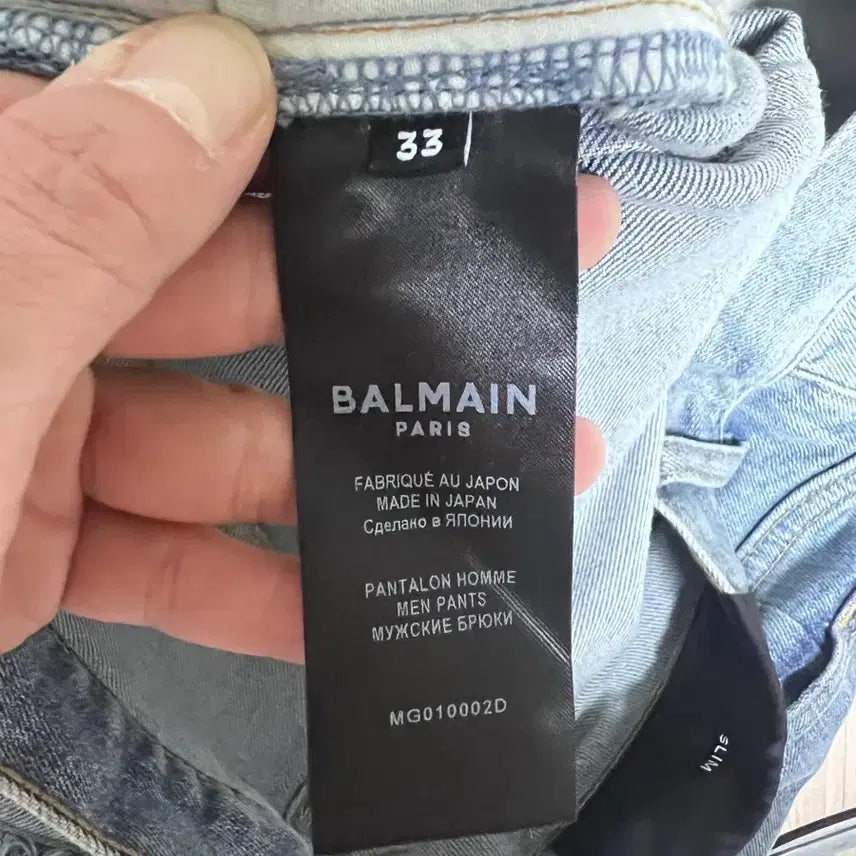 33
BALMAIN
PARIS
FABRIQUÉ AU JAPON
MADE IN JAPAN
Сделано в ЯПОНИИ
PANTALON HOMME
MEN PANTS
МУЖСКИЕ БРЮКИ
MG010002D
SLIM